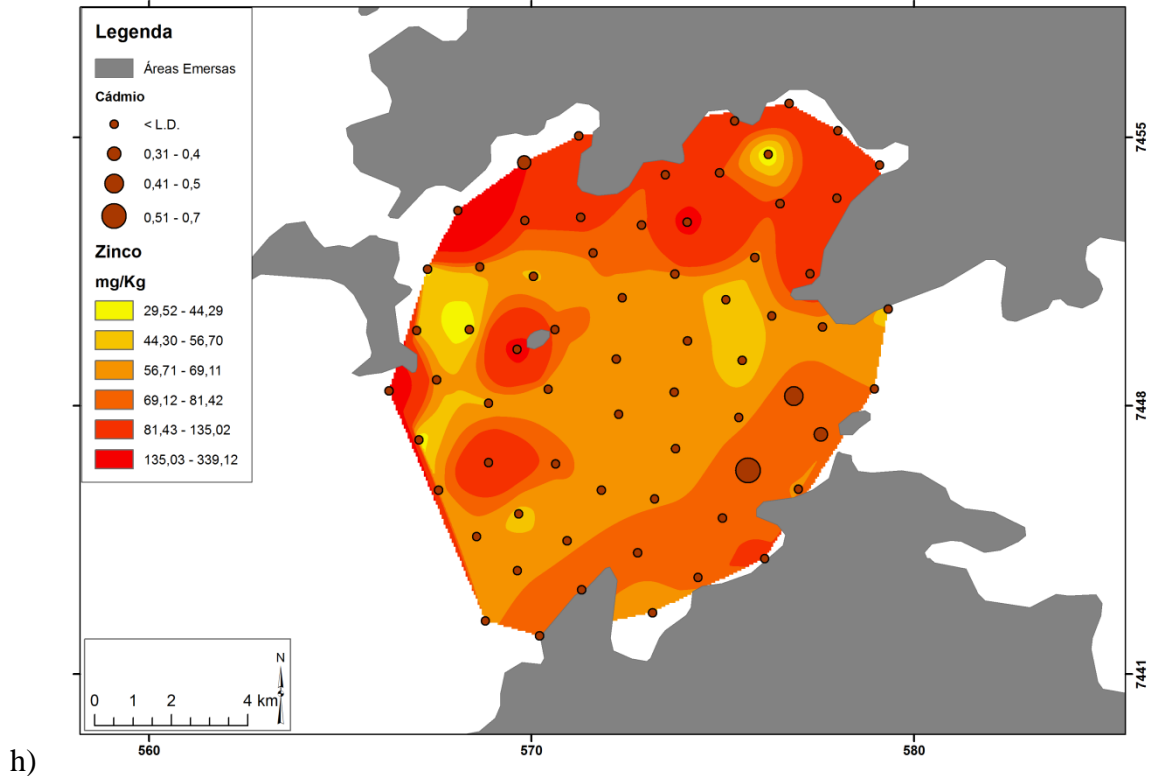 Legenda
Áreas Emersas
Cádmio
< L.D.
0,31 - 0,4
0,41 - 0,5
0,51 - 0,7
Zinco
mg/Kg
29,52 - 44,29
44,30 - 56,70
56,71 - 69,11
69,12 - 81,42
81,43 - 135,02
135,03 - 339,12
7455
7448
7441
N
0 1 2 4 km
560 570 580
h)